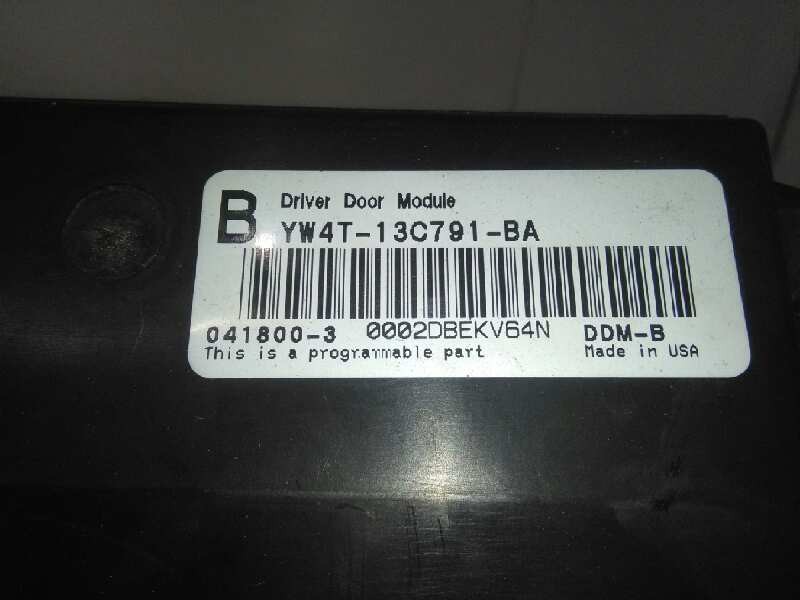 B Driver Door Module
YW4T-13C791-BA
041800-3 0002DBEKV64N DDM-B
This is a programmable part Made in USA